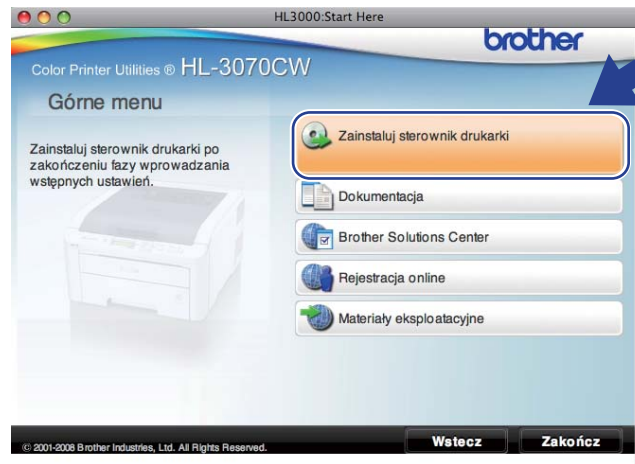 HL3000:Start Here
brother
Color Printer Utilities ® HL-3070CW
Górne menu
Zainstaluj sterownik drukarki po
zakończeniu fazy wprowadzania
wstępnych ustawień.
Zainstaluj sterownik drukarki
Dokumentacja
Brother Solutions Center
Rejestracja online
Materiały eksploatacyjne
© 2001-2008 Brother Industries, Ltd. All Rights Reserved.
Wstecz
Zakończ